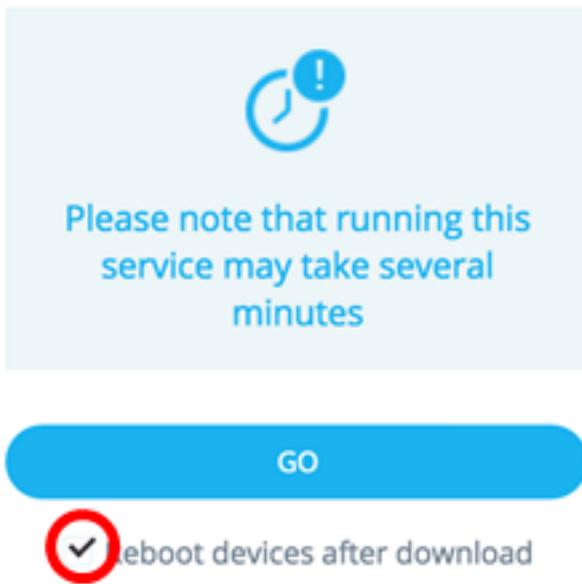 !
Please note that running this
service may take several
minutes
GO
Reboot devices after download